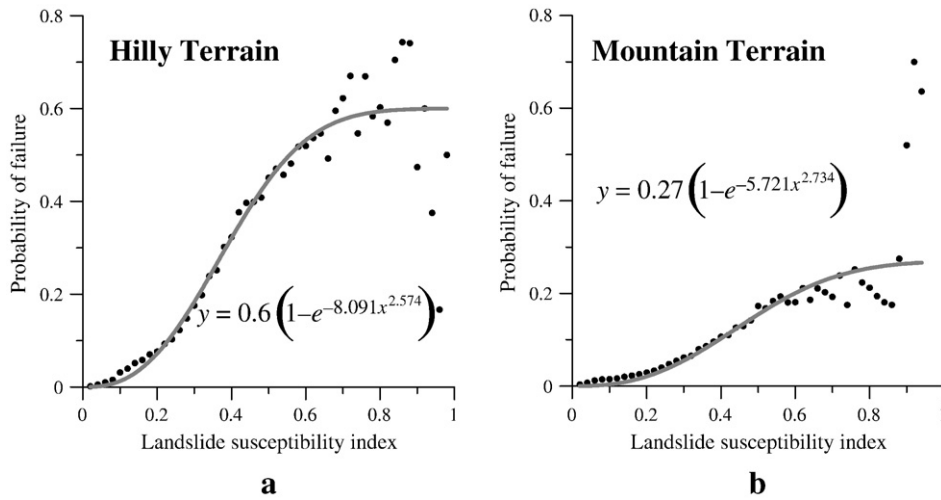 Hilly Terrain
Probability of failure
0.8
0.6
0.4
0.2
0
y = 0.6(1–e^{–8.091x^{2.574}})
0 0.2 0.4 0.6 0.8 1
Landslide susceptibility index
a
Mountain Terrain
Probability of failure
0.8
0.6
0.4
0.2
0
y = 0.27(1–e^{–5.721x^{2.734}})
0 0.2 0.4 0.6 0.8
Landslide susceptibility index
b